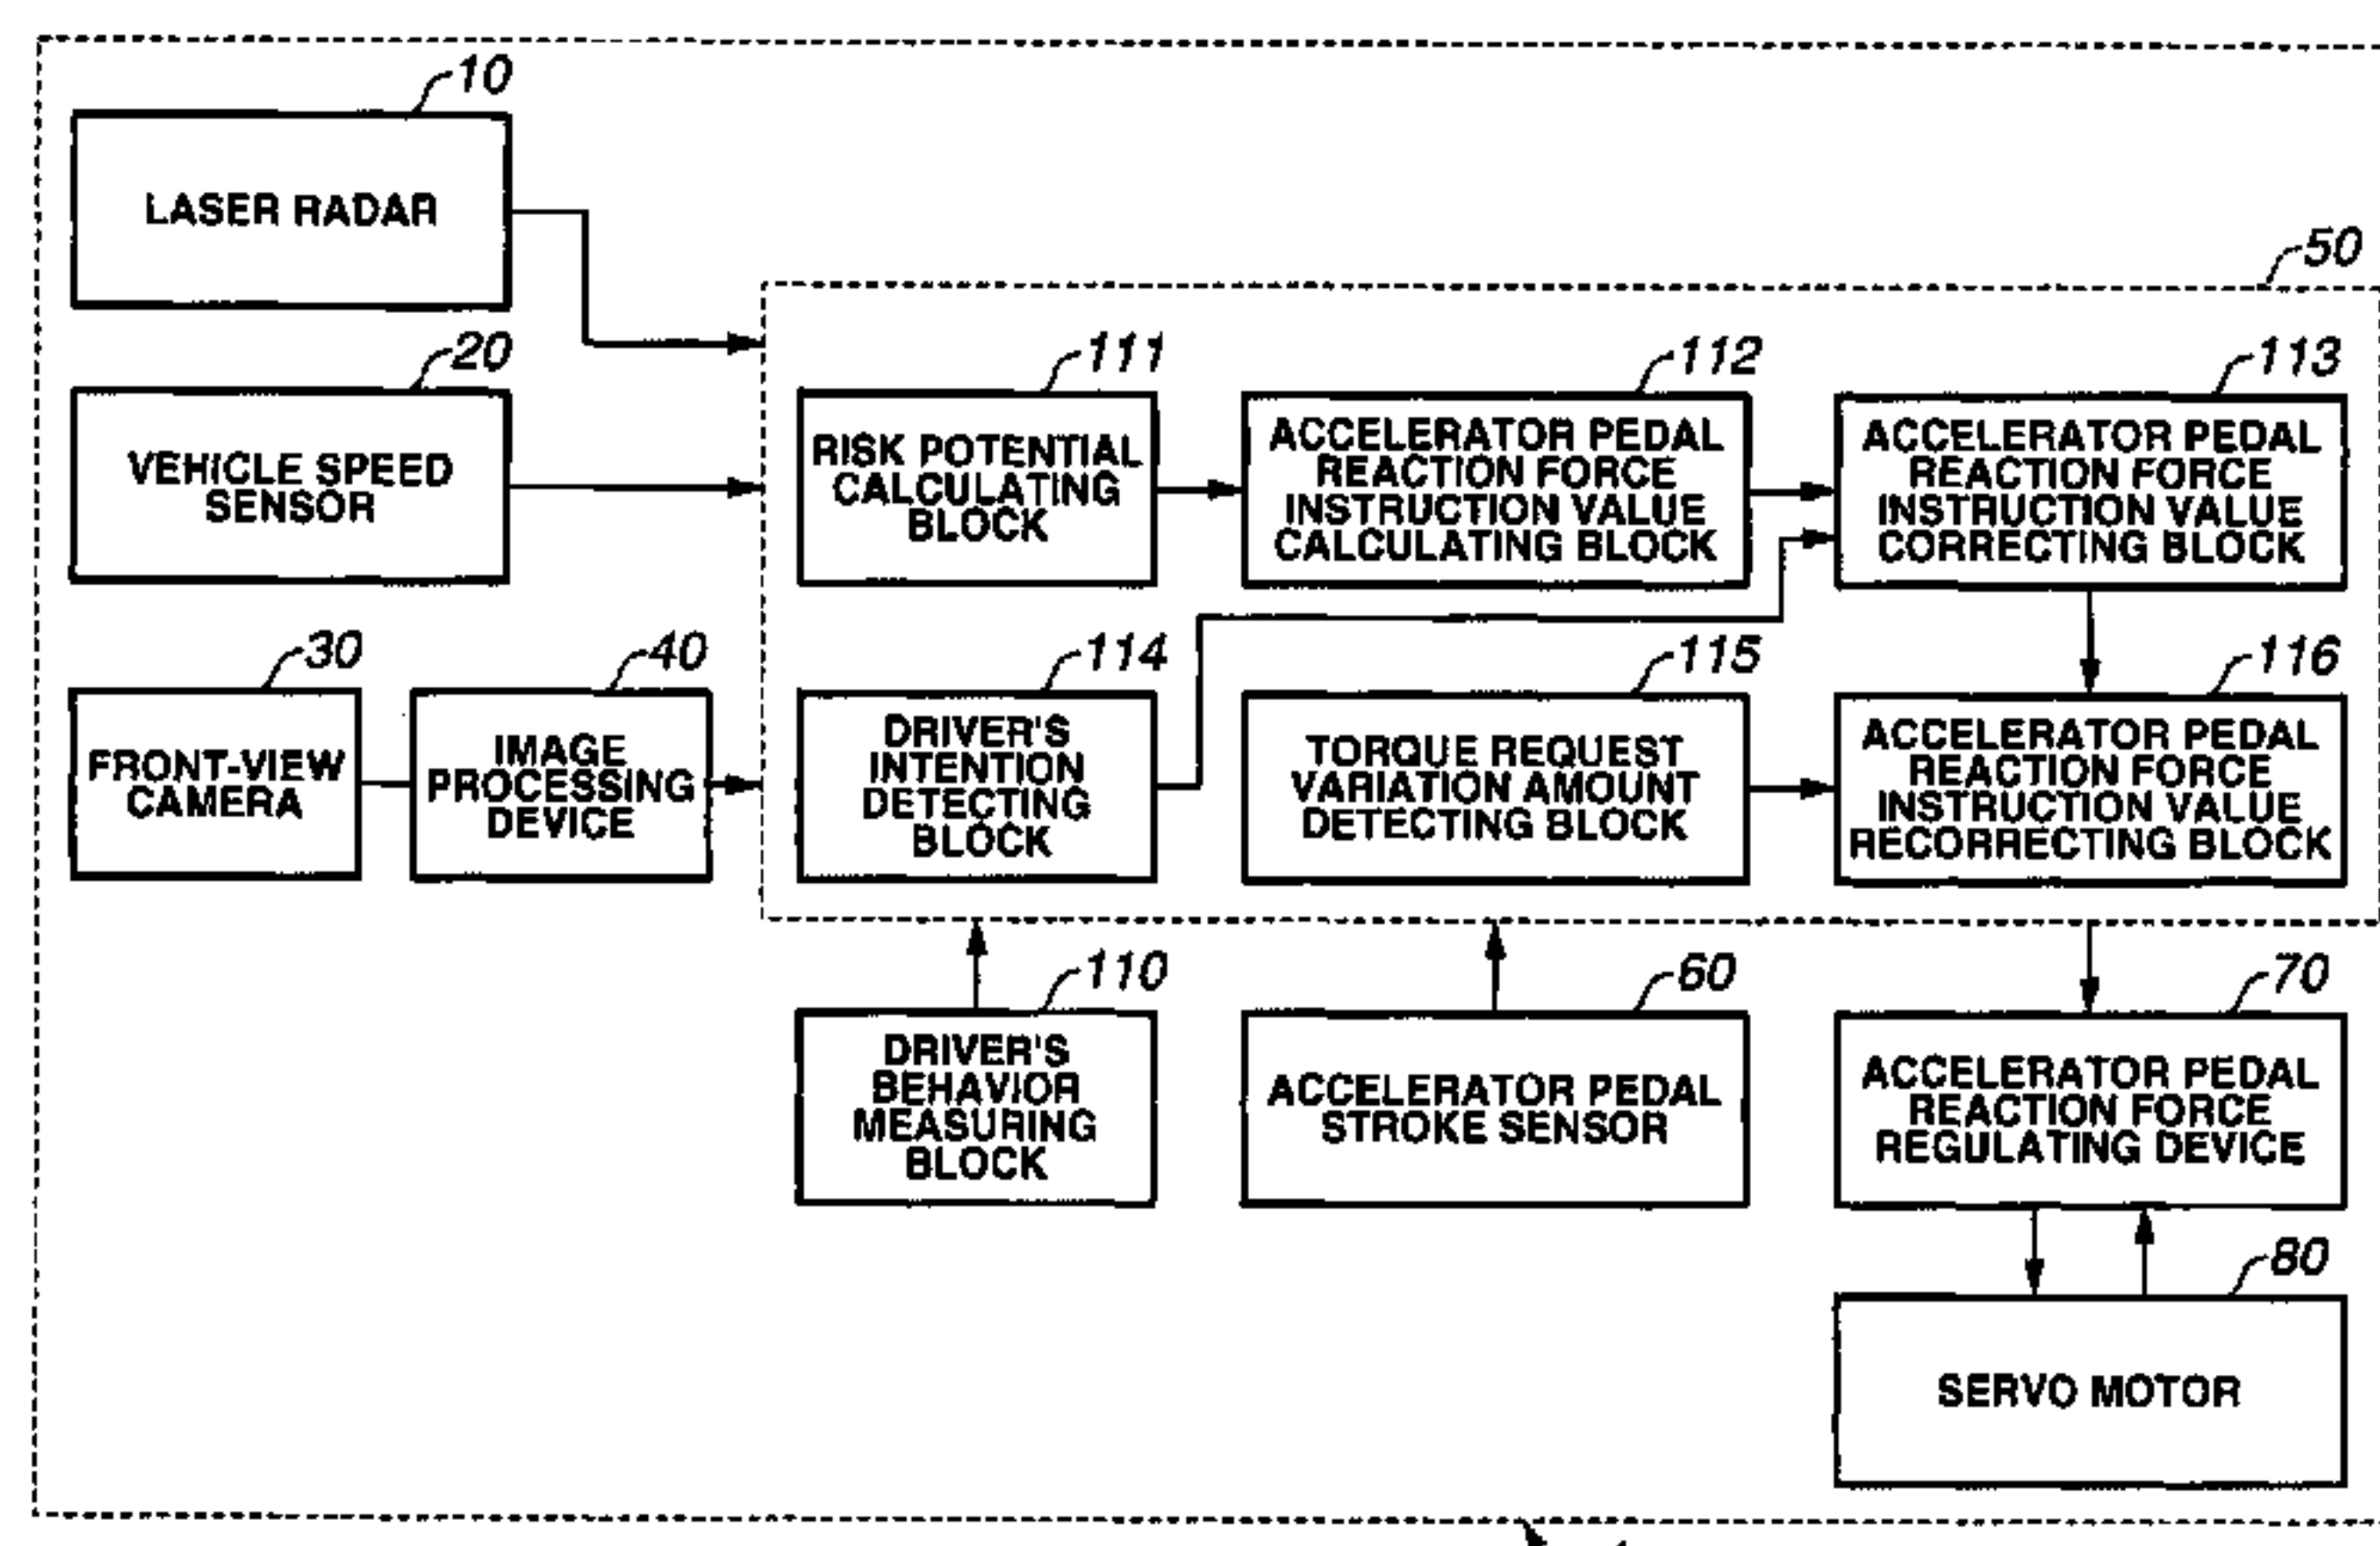 10
LASER RADAR
50
20
VEHICLE SPEED
SENSOR
111
RISK POTENTIAL
CALCULATING
BLOCK
112
ACCELERATOR PEDAL
REACTION FORCE
INSTRUCTION VALUE
CALCULATING BLOCK
113
ACCELERATOR PEDAL
REACTION FORCE
INSTRUCTION VALUE
CORRECTING BLOCK
30
FRONT-VIEW
CAMERA
40
IMAGE
PROCESSING
DEVICE
114
DRIVER'S
INTENTION
DETECTING
BLOCK
115
TORQUE REQUEST
VARIATION AMOUNT
DETECTING BLOCK
116
ACCELERATOR PEDAL
REACTION FORCE
INSTRUCTION VALUE
RECORRECTING BLOCK
110
DRIVER'S
BEHAVIOR
MEASURING
BLOCK
60
ACCELERATOR PEDAL
STROKE SENSOR
70
ACCELERATOR PEDAL
REACTION FORCE
REGULATING DEVICE
80
SERVO MOTOR